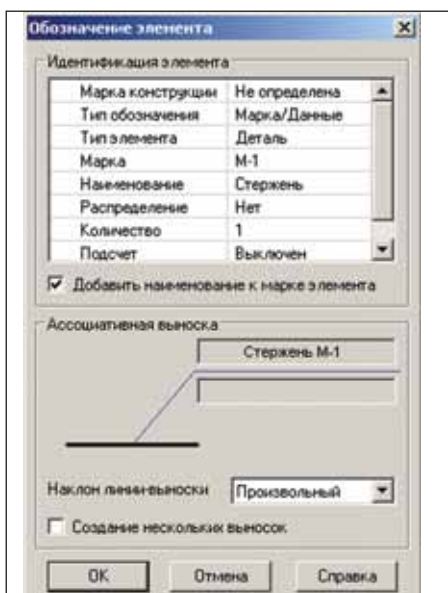 Обозначение элемента
Идентификация элемента
Марка конструкции Не определена
Тип обозначения Марка/Данные
Тип элемента Деталь
Марка М-1
Наименование Стержень
Распределение Нет
Количество 1
Подсчет Выключен
Добавить наименование к марке элемента
Ассоциативная выноска
Стержень М-1
Наклон линии-выноски Произвольный
Создание нескольких выносок
ОК Отмена Справка